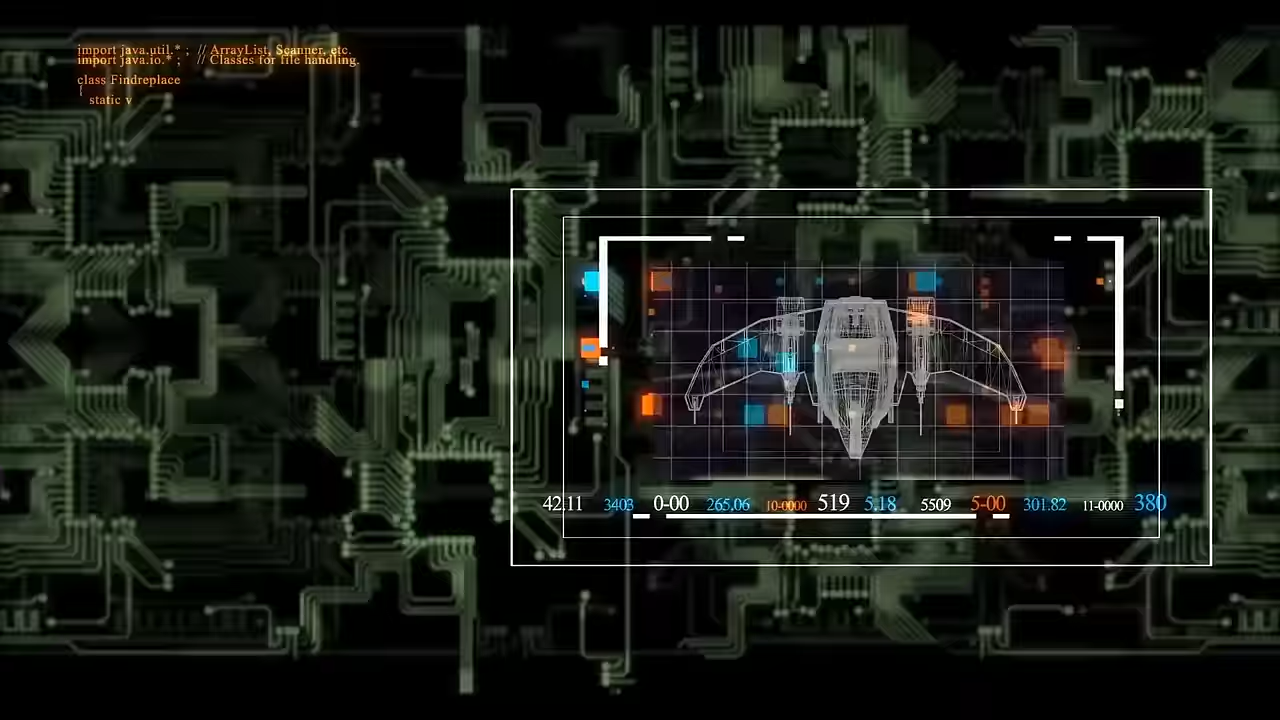 import java.util.* ;  // ArrayList, Scanner, etc.
import java.io.* ;  // Classes for file handling.
class Findreplace
{
static v
42.11 3403 0-00 265,06 10-0000 519 5,18 5509 5-00 301.82 11-0000 380